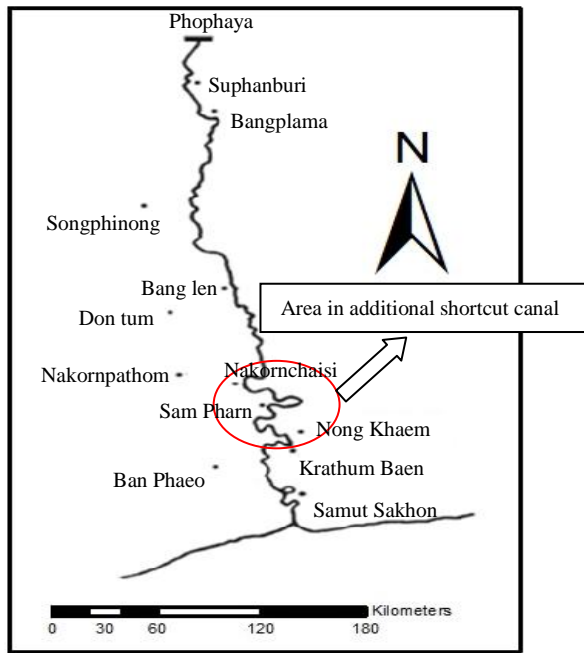 Phophaya
Suphanburi
Bangplama
N
Songphinong
Bang len
Area in additional shortcut canal
Don tum
Nakornchaisi
Nakornpathom
Sam Pharn
Nong Khaem
Krathum Baen
Ban Phaeo
Samut Sakhon
Kilometers
0 30 60 120 180